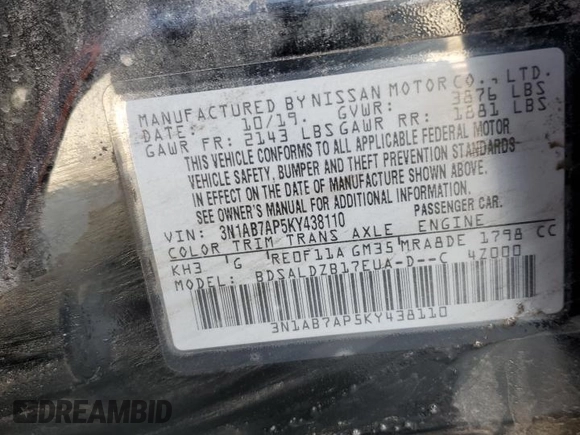 MANUFACTURED BY NISSAN MOTOR CO., LTD.
DATE: 10/19. GVWR: 3876 LBS
GAWR FR: 2143 LBS GAWR RR: 1881 LBS
THIS VEHICLE CONFORMS TO ALL APPLICABLE FEDERAL MOTOR
VEHICLE SAFETY, BUMPER AND THEFT PREVENTION STANDARDS
IN EFFECT ON THE DATE OF MANUFACTURE SHOWN ABOVE.
SEE OWNER'S MANUAL FOR ADDITIONAL INFORMATION.
VIN: 3N1AB7AP5KY438110 PASSENGER CAR.
COLOR TRIM TRANS AXLE ENGINE
KH3 G RE0F11A GM35 MRA8DE 1798 CC
MODEL: BDSALDZB17EUA-D--C 4Z000
3N1AB7AP5KY438110
DREAMBID